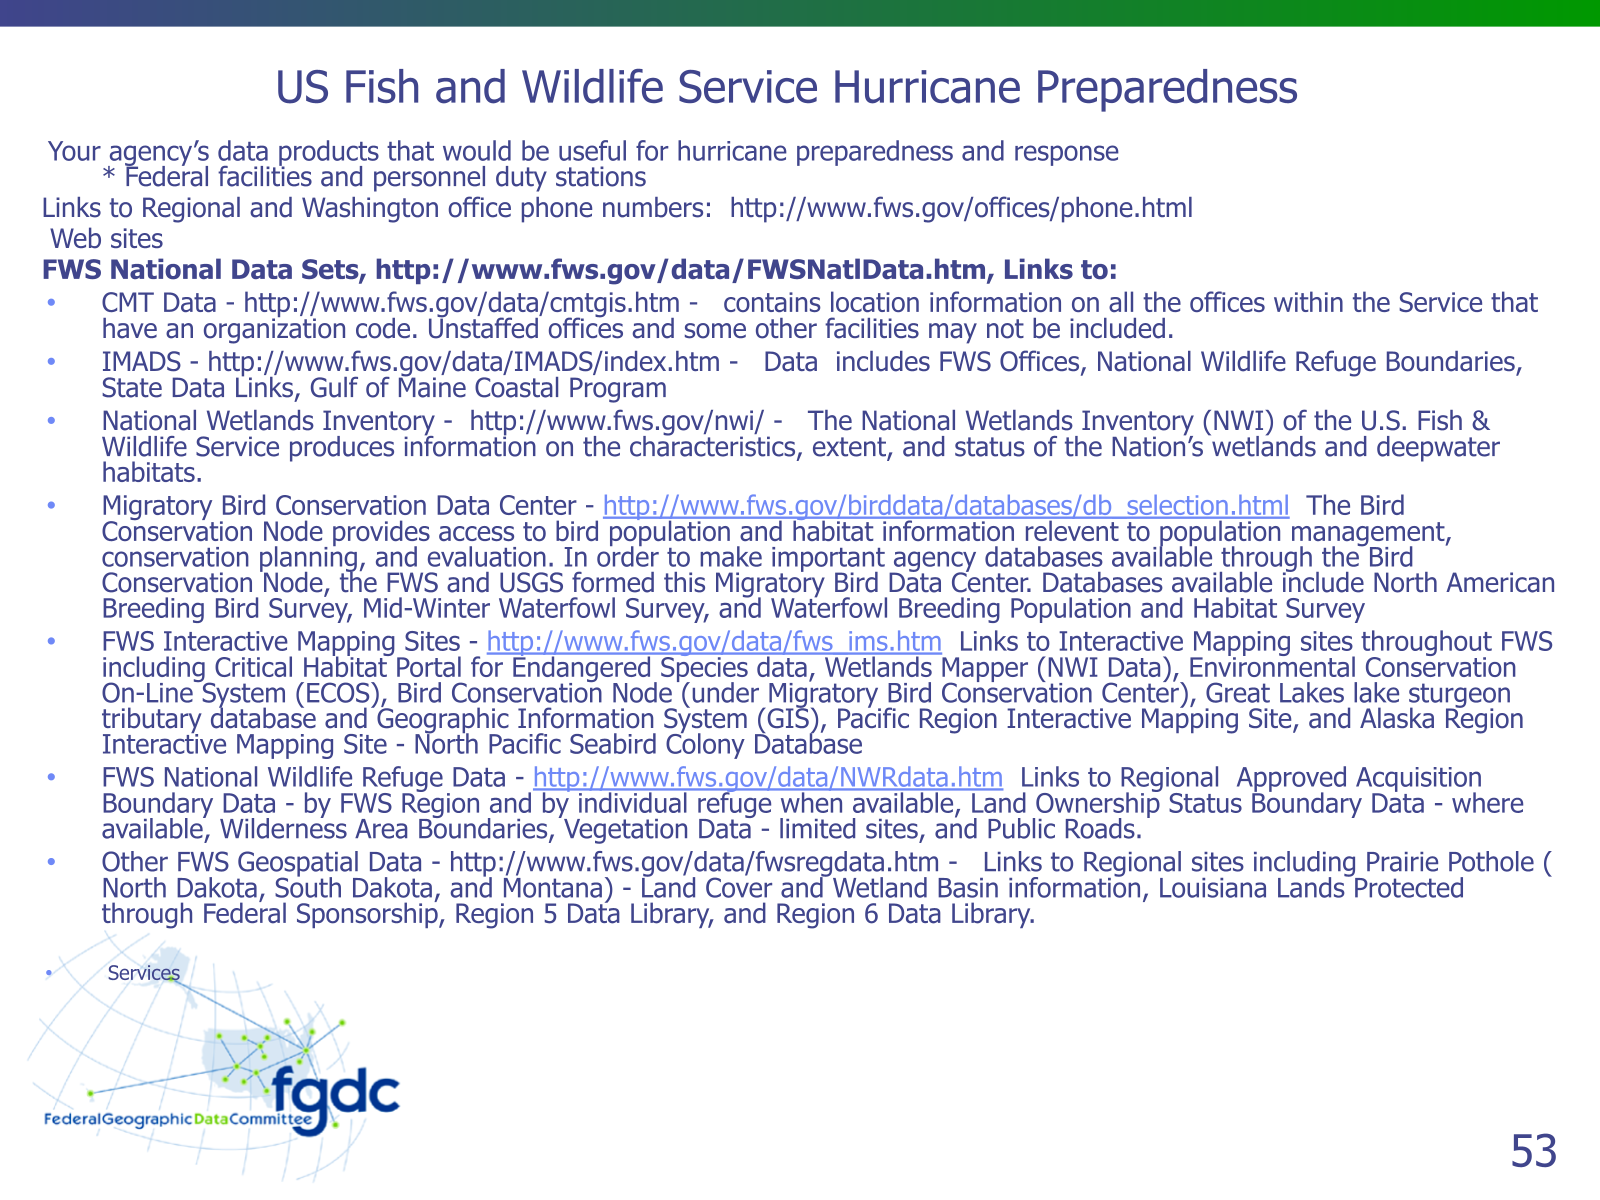 US Fish and Wildlife Service Hurricane Preparedness
Your agency’s data products that would be useful for hurricane preparedness and response
* Federal facilities and personnel duty stations
Links to Regional and Washington office phone numbers:  http://www.fws.gov/offices/phone.html
Web sites
FWS National Data Sets, http://www.fws.gov/data/FWSNatlData.htm, Links to:
• CMT Data - http://www.fws.gov/data/cmtgis.htm -   contains location information on all the offices within the Service that
have an organization code. Unstaffed offices and some other facilities may not be included.
• IMADS - http://www.fws.gov/data/IMADS/index.htm -   Data  includes FWS Offices, National Wildlife Refuge Boundaries,
State Data Links, Gulf of Maine Coastal Program
• National Wetlands Inventory -  http://www.fws.gov/nwi/ -   The National Wetlands Inventory (NWI) of the U.S. Fish &
Wildlife Service produces information on the characteristics, extent, and status of the Nation’s wetlands and deepwater
habitats.
• Migratory Bird Conservation Data Center - http://www.fws.gov/birddata/databases/db_selection.html  The Bird
Conservation Node provides access to bird population and habitat information relevent to population management,
conservation planning, and evaluation. In order to make important agency databases available through the Bird
Conservation Node, the FWS and USGS formed this Migratory Bird Data Center. Databases available include North American
Breeding Bird Survey, Mid-Winter Waterfowl Survey, and Waterfowl Breeding Population and Habitat Survey
• FWS Interactive Mapping Sites - http://www.fws.gov/data/fws_ims.htm  Links to Interactive Mapping sites throughout FWS
including Critical Habitat Portal for Endangered Species data, Wetlands Mapper (NWI Data), Environmental Conservation
On-Line System (ECOS), Bird Conservation Node (under Migratory Bird Conservation Center), Great Lakes lake sturgeon
tributary database and Geographic Information System (GIS), Pacific Region Interactive Mapping Site, and Alaska Region
Interactive Mapping Site - North Pacific Seabird Colony Database
• FWS National Wildlife Refuge Data - http://www.fws.gov/data/NWRdata.htm  Links to Regional  Approved Acquisition
Boundary Data - by FWS Region and by individual refuge when available, Land Ownership Status Boundary Data - where
available, Wilderness Area Boundaries, Vegetation Data - limited sites, and Public Roads.
• Other FWS Geospatial Data - http://www.fws.gov/data/fwsregdata.htm -   Links to Regional sites including Prairie Pothole (
North Dakota, South Dakota, and Montana) - Land Cover and Wetland Basin information, Louisiana Lands Protected
through Federal Sponsorship, Region 5 Data Library, and Region 6 Data Library.
• Services
fgdc
FederalGeographicDataCommittee
53